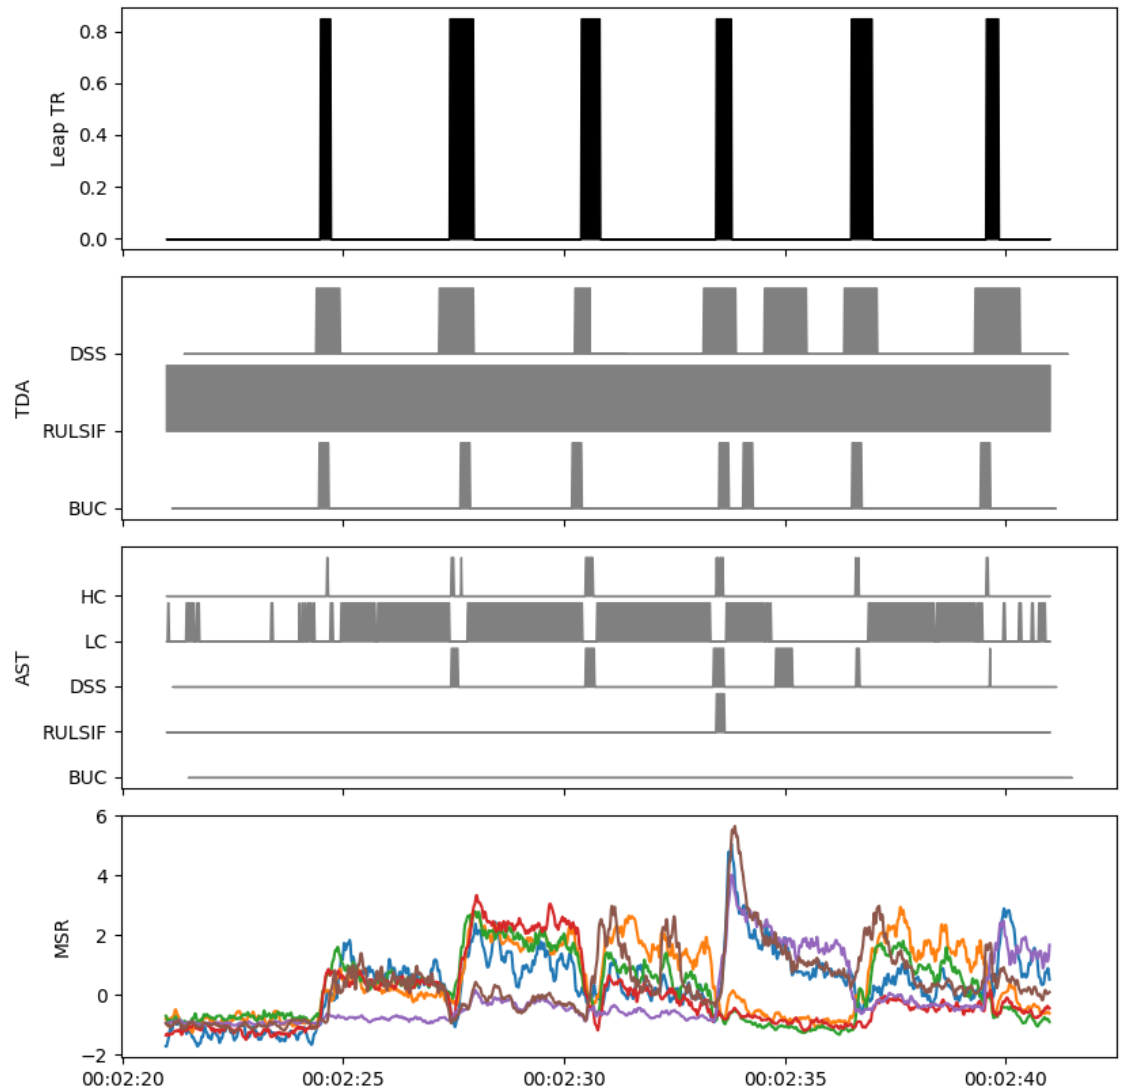 0.8
0.6
0.4
0.2
0.0
Leap TR
DSS
RULSIF
BUC
TDA
HC
LC
DSS
RULSIF
BUC
AST
6
4
2
0
−2
MSR
00:02:20 00:02:25 00:02:30 00:02:35 00:02:40